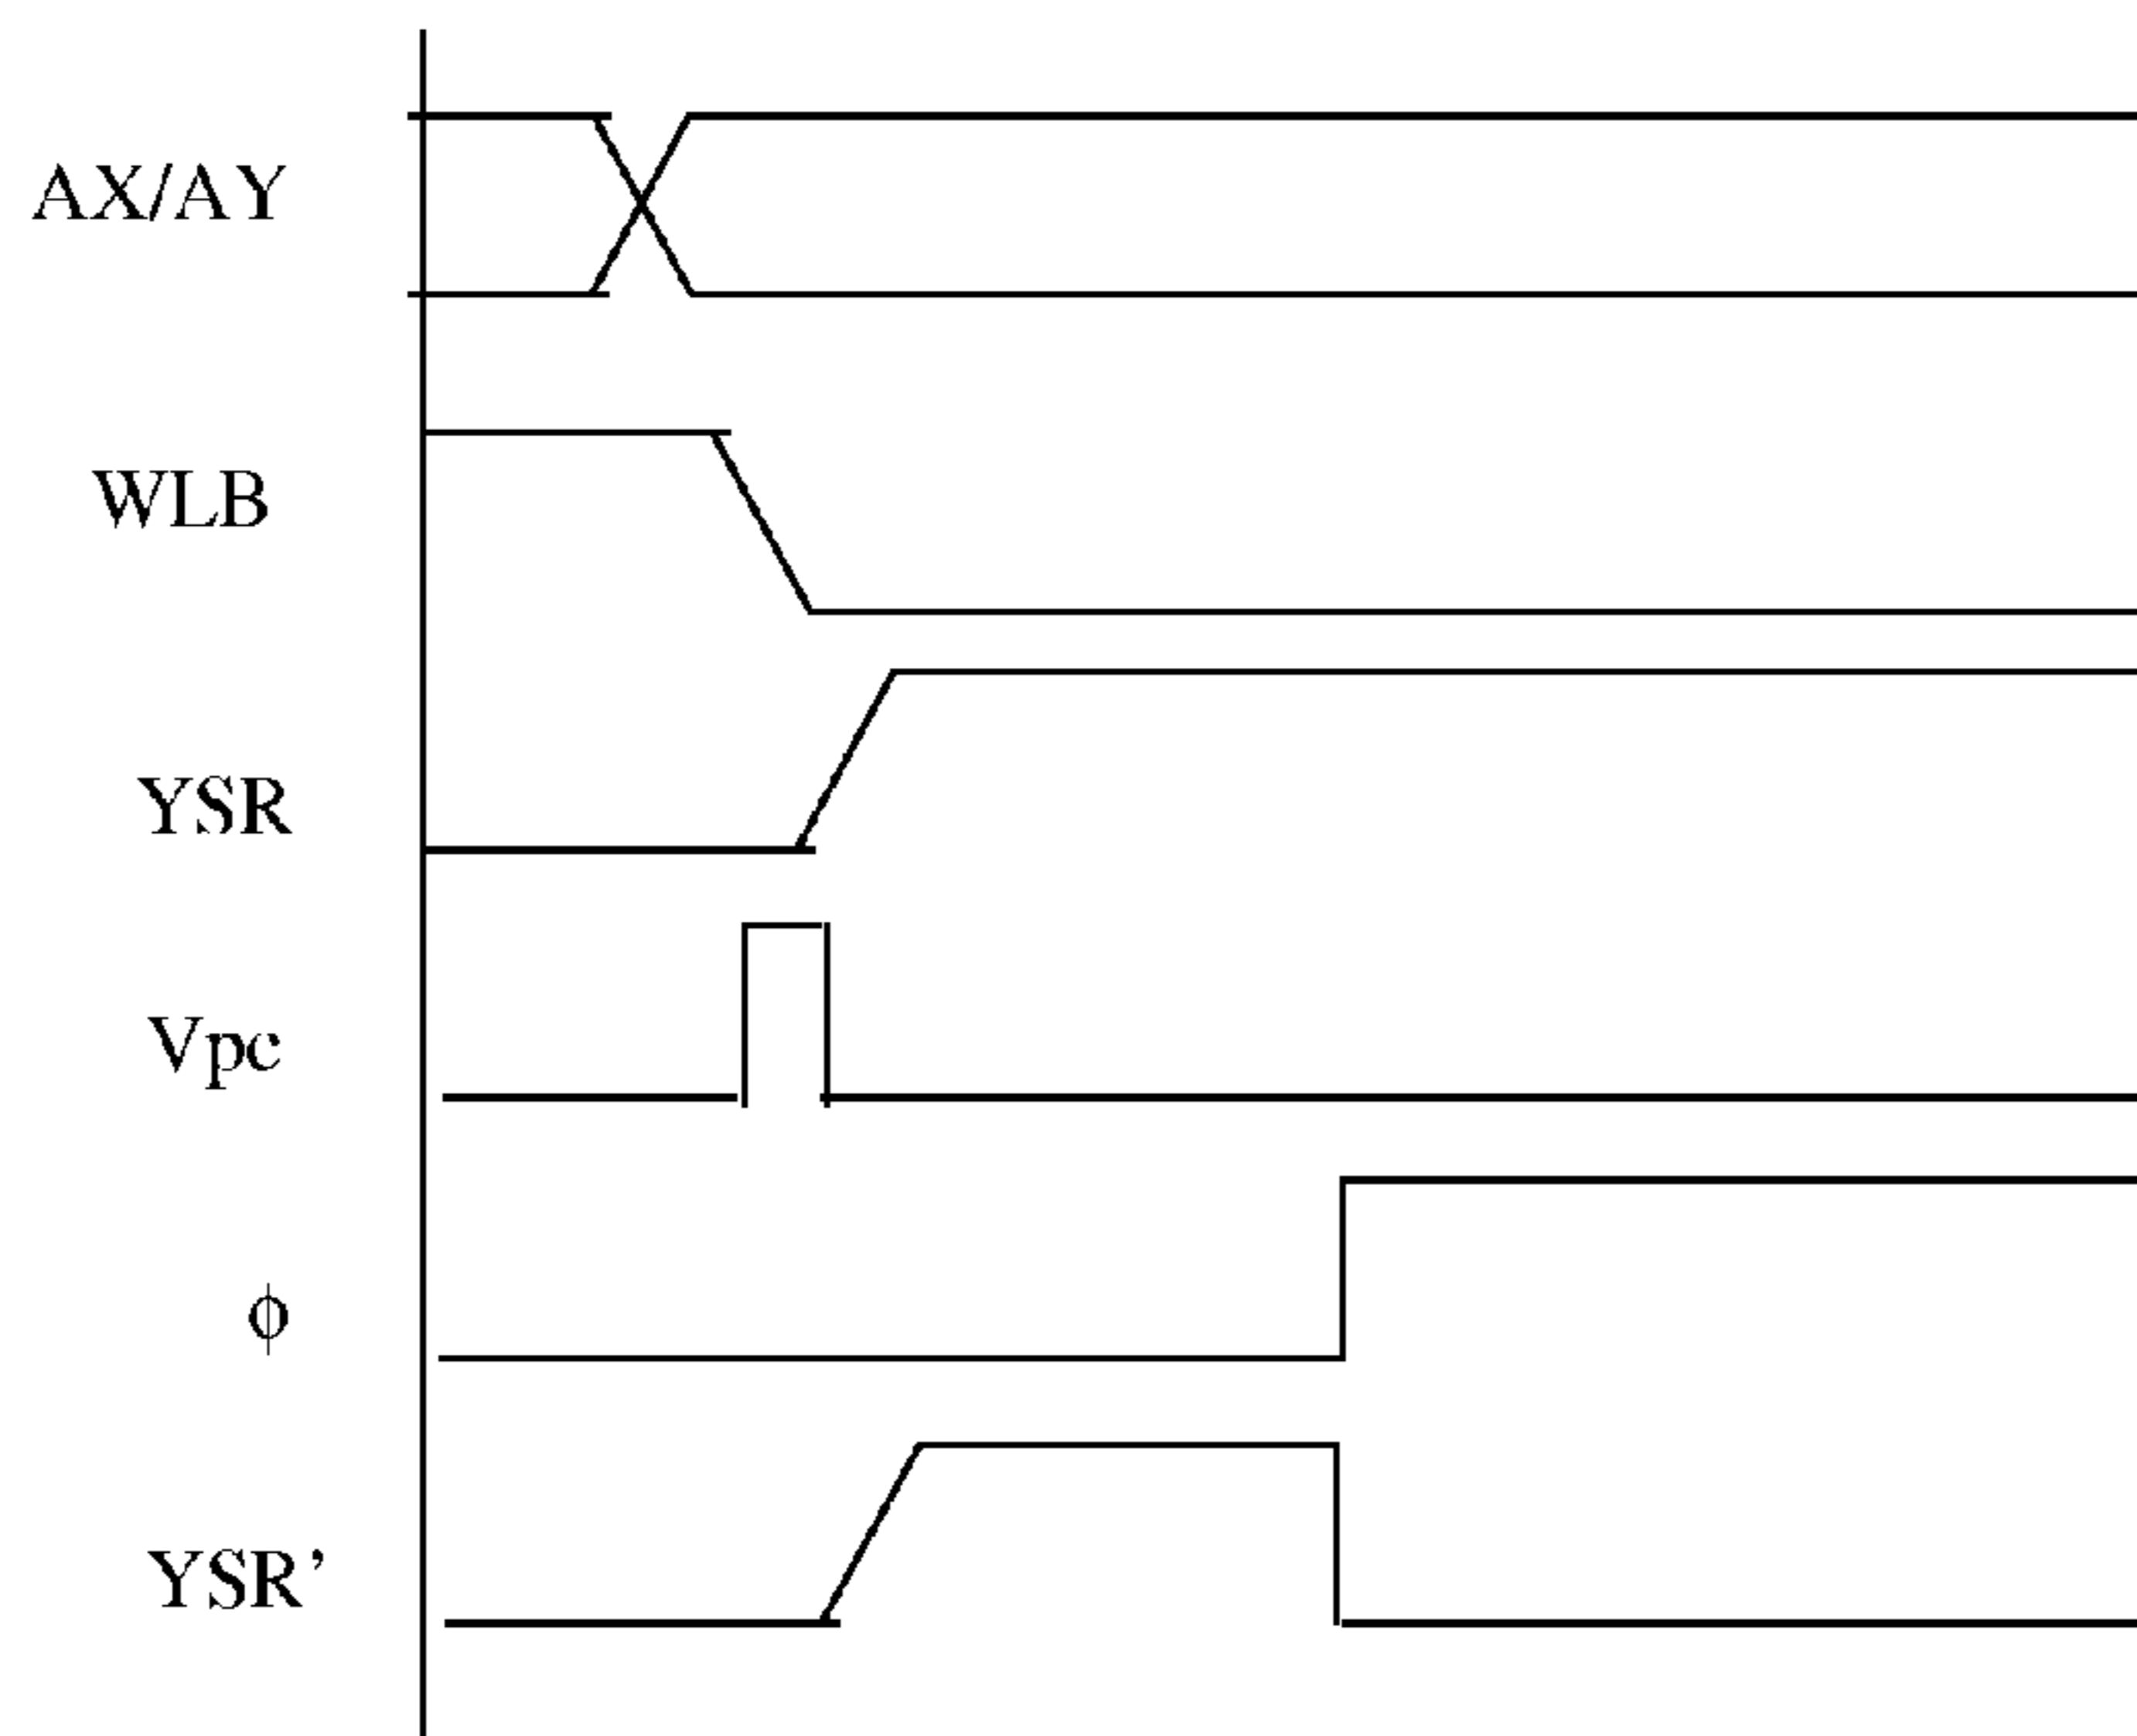 AX/AY
WLB
YSR
Vpc
ϕ
YSR’